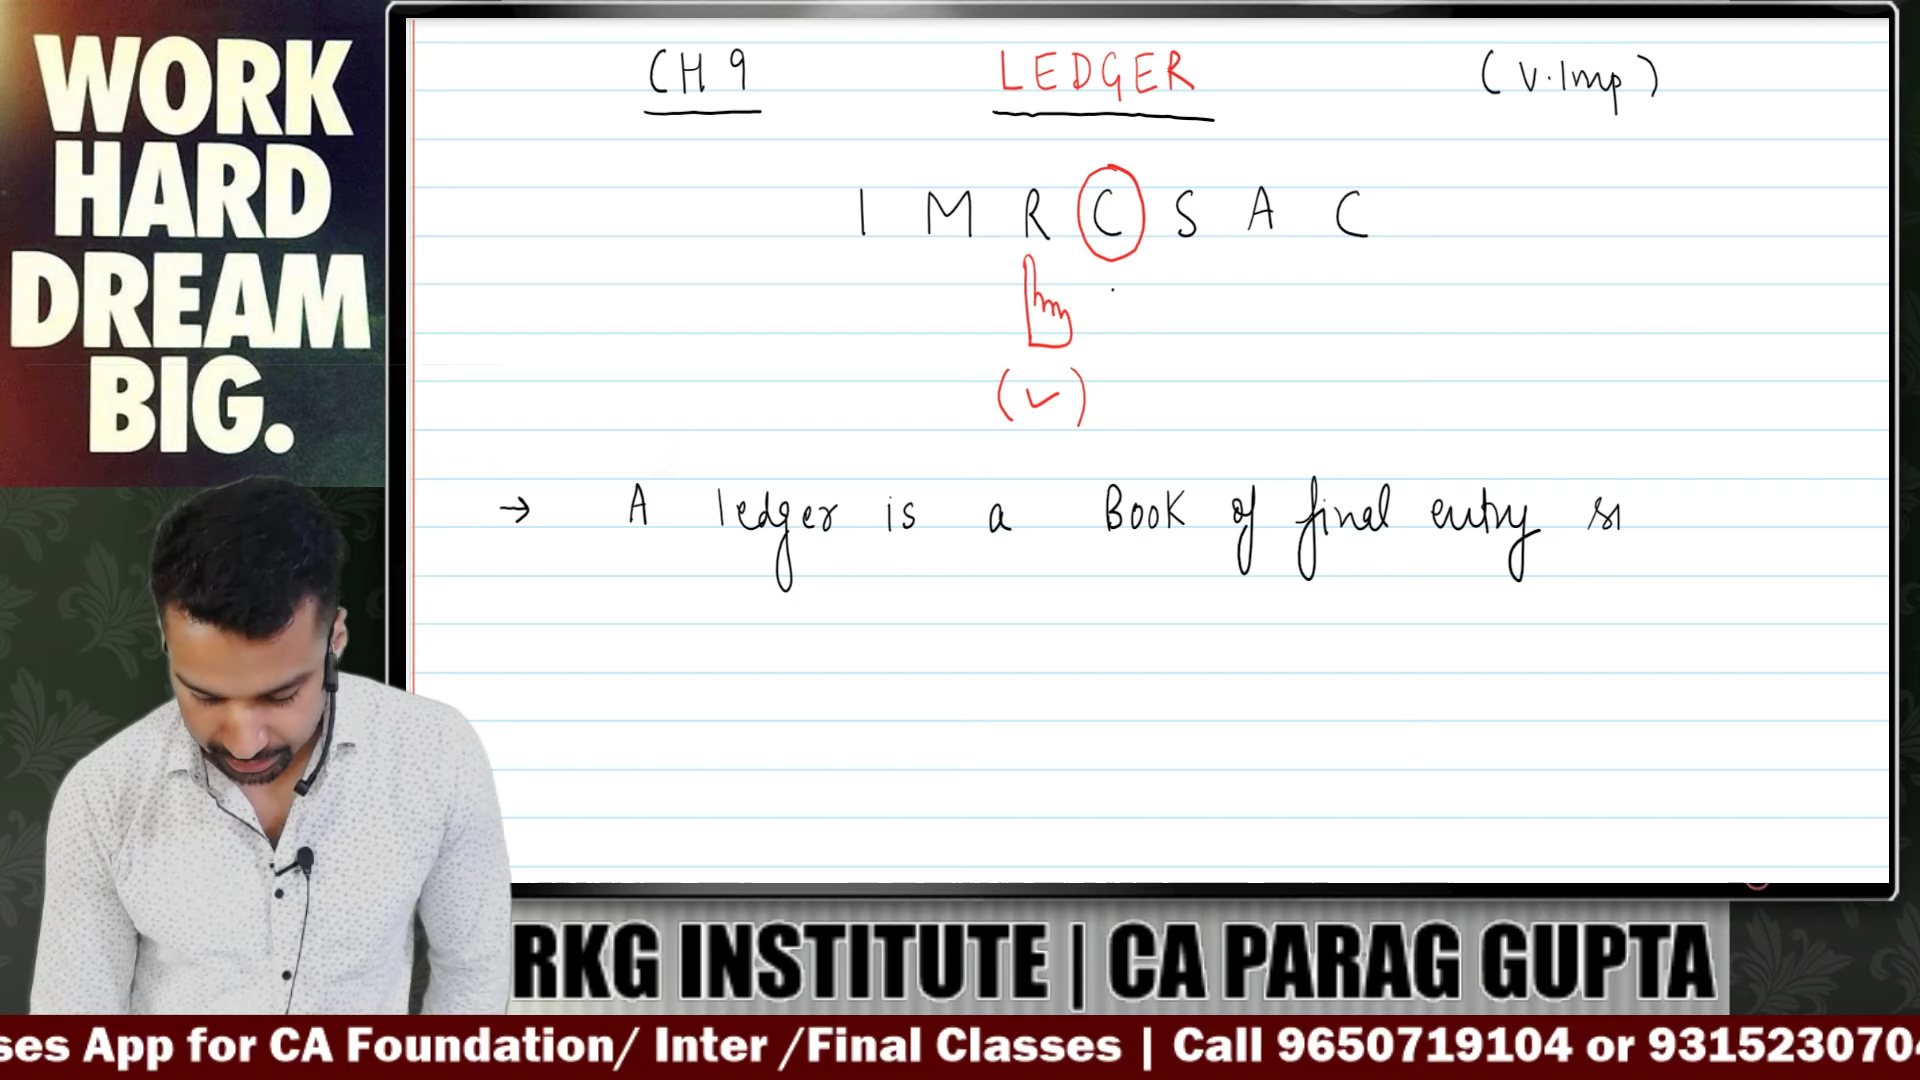 WORK
HARD
DREAM
BIG.
CH 9 LEDGER (V.Imp)
I M R C S A C
(✓)
→ A ledger is a Book of final entry
RKG INSTITUTE | CA PARAG GUPTA
ses App for CA Foundation/ Inter /Final Classes | Call 9650719104 or 931523070